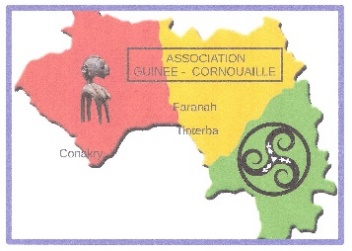 ASSOCIATION
GUINEE - CORNOUAILLE
Faranah
Tinterba
Conakry